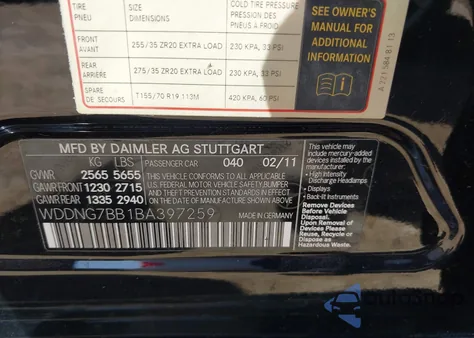 TIRE SIZE COLD TIRE PRESSURE
PNEU DIMENSIONS PRESSION DES PNEUS À FROID
FRONT AVANT 255/35 ZR20 EXTRA LOAD 230 KPA, 33 PSI
REAR ARRIÈRE 275/35 ZR20 EXTRA LOAD 230 KPA, 33 PSI
SPARE DE SECOURS T155/70 R19 113M 420 KPA, 60 PSI
SEE OWNER'S
MANUAL FOR
ADDITIONAL
INFORMATION
A 221 584 81 13
MFD BY DAIMLER AG STUTTGART
KG LBS PASSENGER CAR 040 02/11
GVWR 2565 5655
GAWR FRONT 1230 2715
GAWR REAR 1335 2940
THIS VEHICLE CONFORMS TO ALL APPLICABLE
U.S. FEDERAL MOTOR VEHICLE SAFETY, BUMPER
AND THEFT PREVENTION STANDARDS IN EFFECT
ON THE DATE OF MANUFACTURE SHOWN ABOVE
WDDNG7BB1BA397259
This vehicle may
include mercury-added
devices installed by the
manufacturer:
- High Intensity
Discharge Headlamps
- Displays
- Back-It Instruments
Remove Devices
Before Vehicle
Disposal.
Upon Removal of
Devices Please
Reuse, Recycle or
Dispose as
Hazardous Waste.